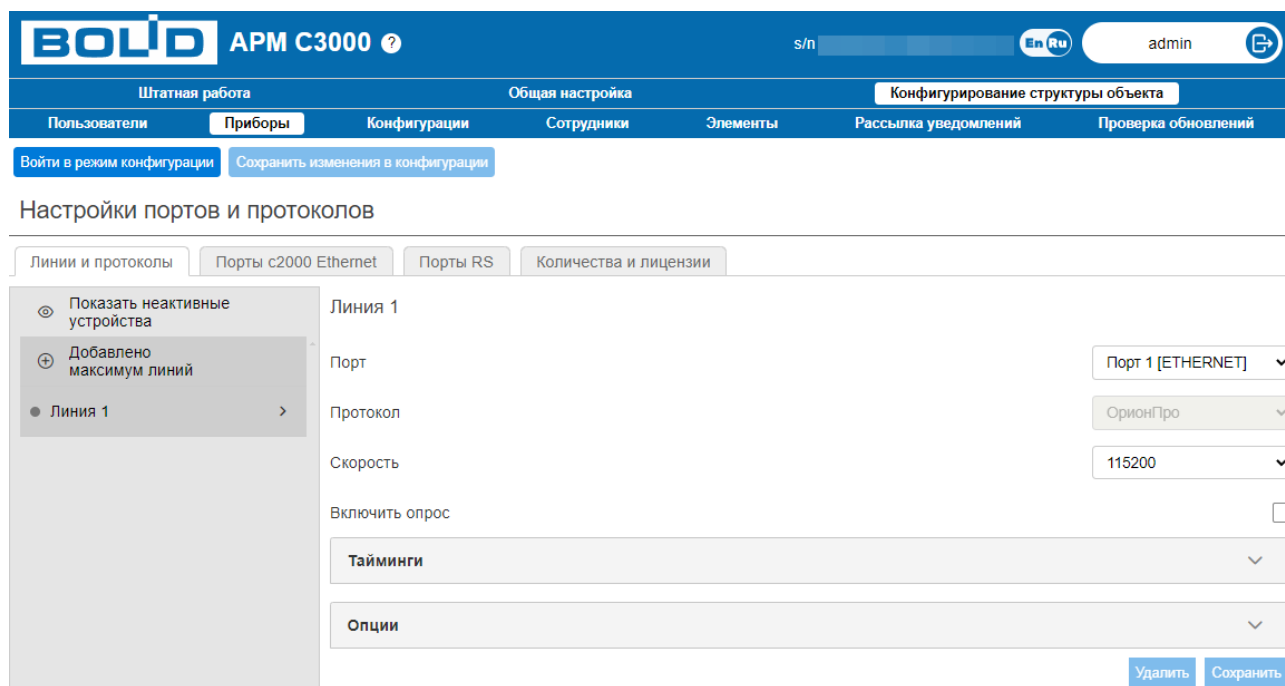 BOLID АРМ С3000 ?
s/n
En Ru
admin
Штатная работа Общая настройка Конфигурирование структуры объекта
Пользователи Приборы Конфигурации Сотрудники Элементы Рассылка уведомлений Проверка обновлений
Войти в режим конфигурации Сохранить изменения в конфигурации
Настройки портов и протоколов
Линии и протоколы Порты с2000 Ethernet Порты RS Количества и лицензии
Показать неактивные
устройства
Добавлено
максимум линий
Линия 1
Линия 1
Порт Порт 1 [ETHERNET]
Протокол ОрионПро
Скорость 115200
Включить опрос
Тайминги
Опции
Удалить Сохранить